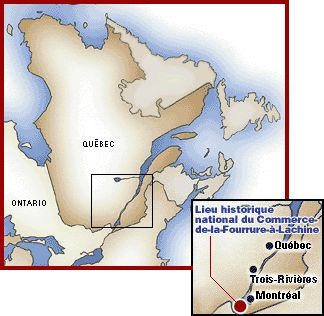 QUÉBEC
ONTARIO
Lieu historique
national du Commerce-
de-la-Fourrure-à-Lachine
Québec
Trois-Rivières
Montréal